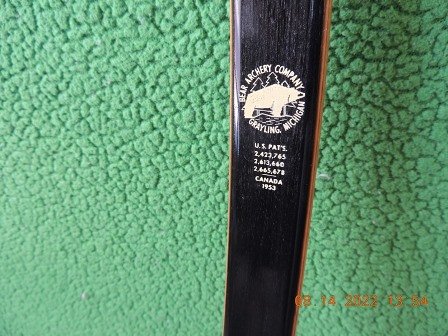 BEAR ARCHERY COMPANY
GRAYLING, MICHIGAN
U.S. PAT'S.
2,423,765
2,613,660
2,665,678
CANADA
1953
08 14 2023 13:54